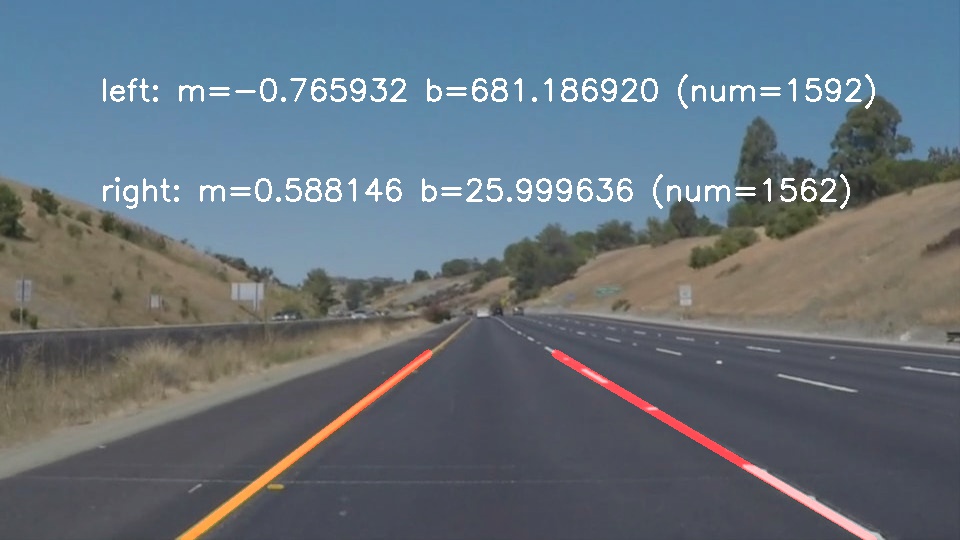 left: m=-0.765932 b=681.186920 (num=1592)
right: m=0.588146 b=25.999636 (num=1562)